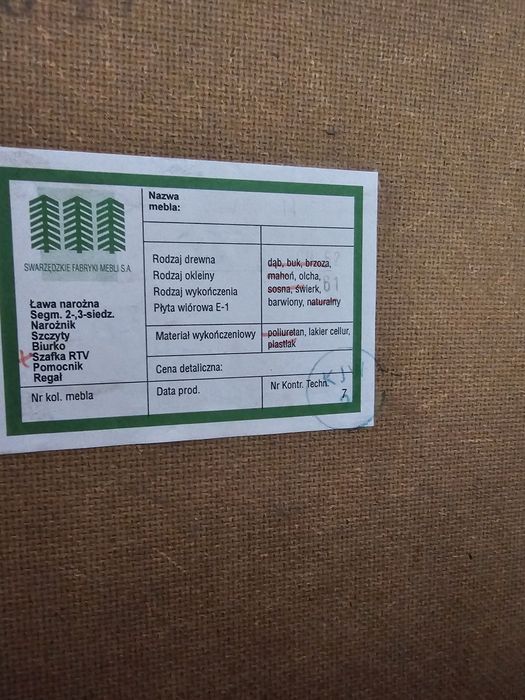 SWARZĘDZKIE FABRYKI MEBLI S.A.
Ława narożna
Segm. 2-,3-siedz.
Narożnik
Szczyty
Biurko
Szafka RTV
Pomocnik
Regał
Nr kol. mebla
Nazwa
mebla:
Rodzaj drewna
Rodzaj okleiny
Rodzaj wykończenia
Płyta wiórowa E-1
dąb, buk, brzoza,
mahoń, olcha,
sosna, świerk,
barwiony, naturalny
Materiał wykończeniowy
poliuretan, lakier cellur,
plastlak
Cena detaliczna:
Data prod.
Nr Kontr. Techn.
7